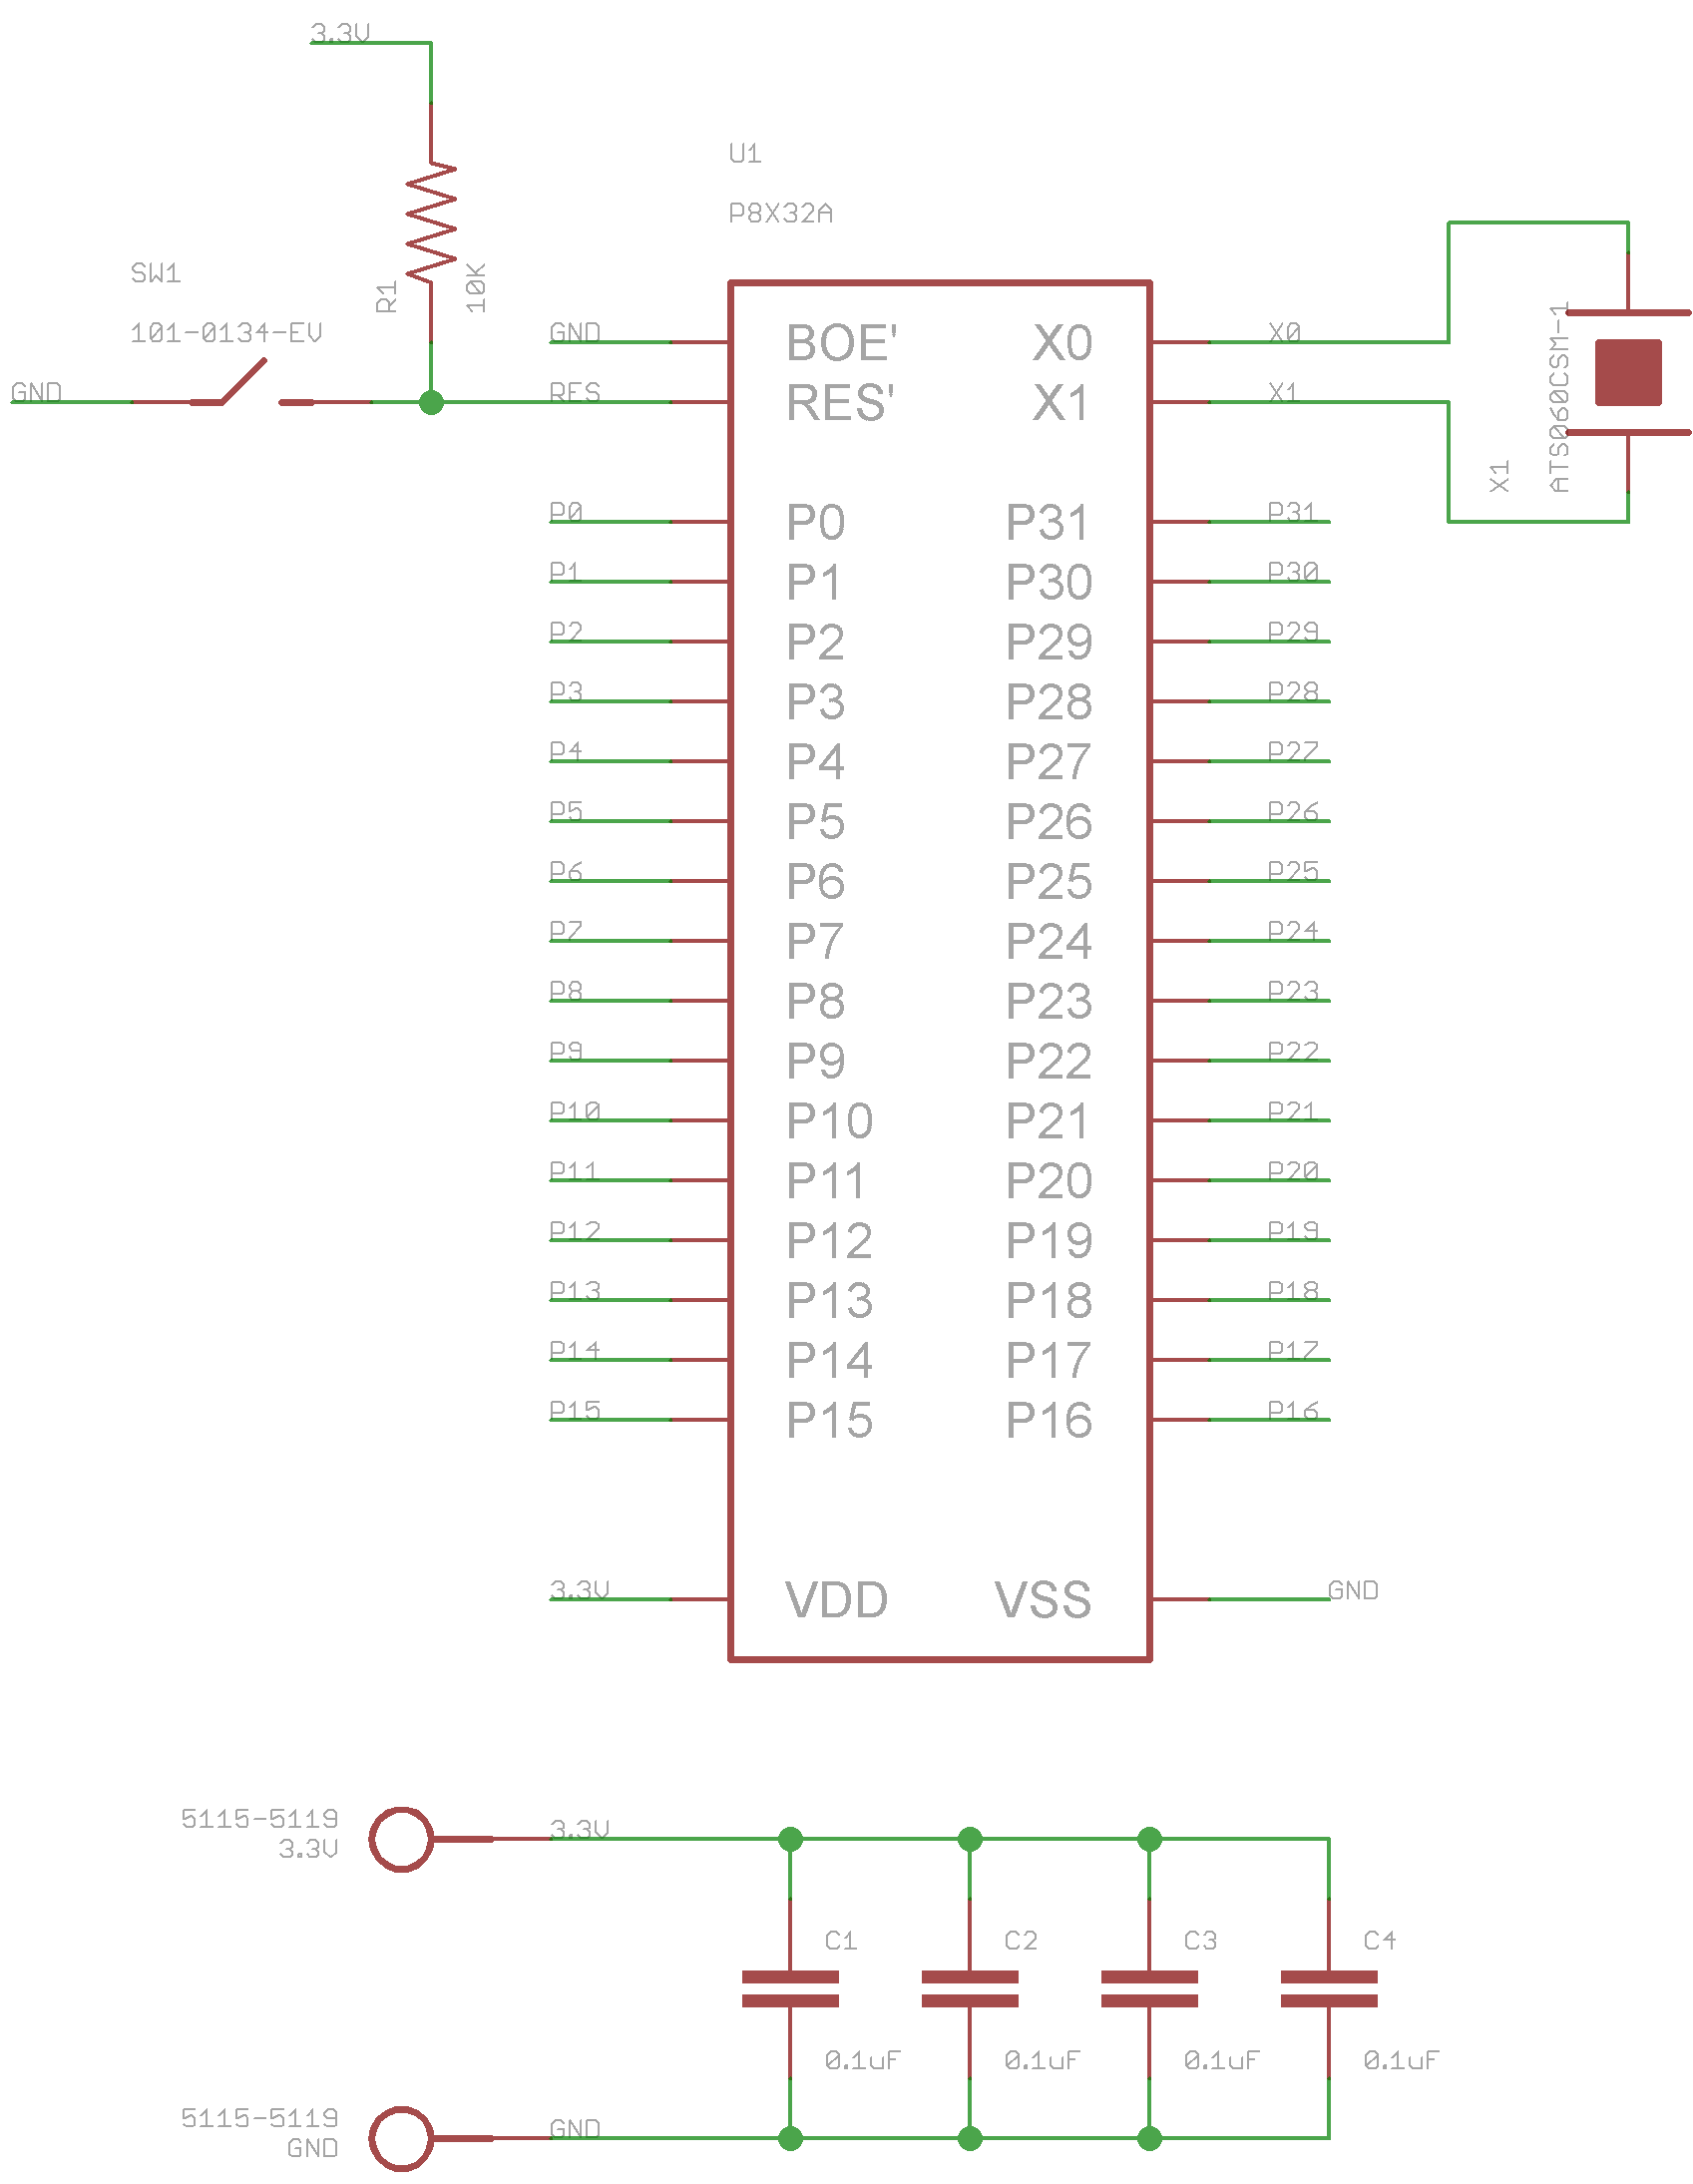 3.3V
U1
P8X32A
SW1
R1
10K
101-0134-EV
GND
BOE'
X0
X0
GND
RES
RES'
X1
X1
X1
ATS060CSM-1
P0
P0
P31
P31
P1
P1
P30
P30
P2
P2
P29
P29
P3
P3
P28
P28
P4
P4
P27
P27
P5
P5
P26
P26
P6
P6
P25
P25
P7
P7
P24
P24
P8
P8
P23
P23
P9
P9
P22
P22
P10
P10
P21
P21
P11
P11
P20
P20
P12
P12
P19
P19
P13
P13
P18
P18
P14
P14
P17
P17
P15
P15
P16
P16
3.3V
VDD
VSS
GND
5115-5119
3.3V
3.3V
C1
C2
C3
C4
0.1uF
0.1uF
0.1uF
0.1uF
5115-5119
GND
GND